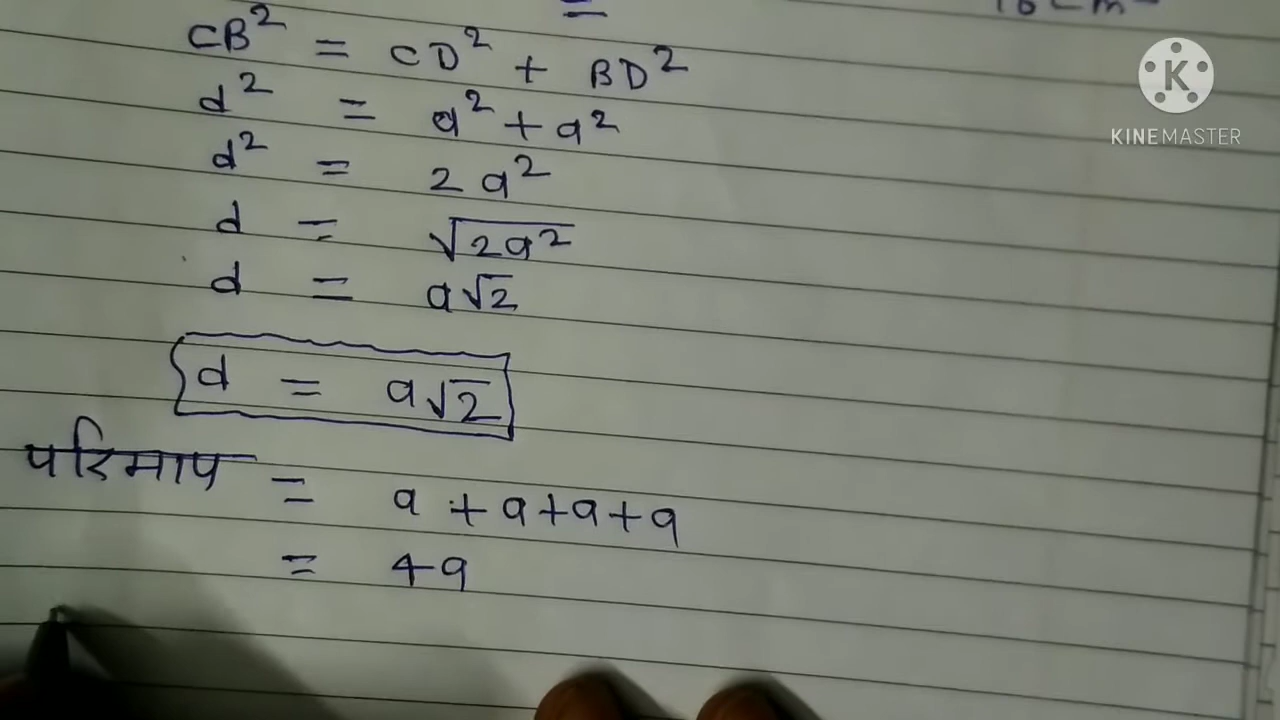 CB² = CD² + BD²
d² = a² + a²
d² = 2a²
d = √2a²
d = a√2
d = a√2
परिमाप = a + a + a + a
= 4a
K
KINEMASTER